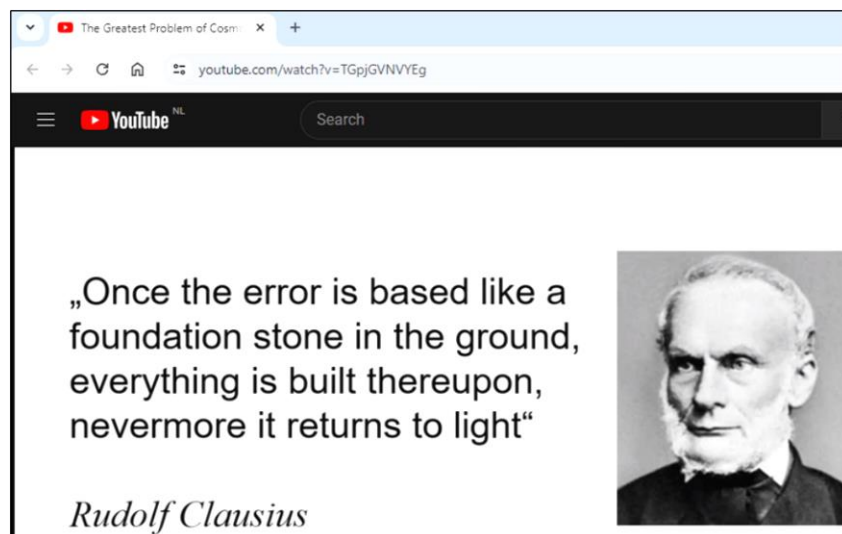 The Greatest Problem of Cosm
youtube.com/watch?v=TGpjGVNVYEg
YouTube NL
Search
„Once the error is based like a
foundation stone in the ground,
everything is built thereupon,
nevermore it returns to light“
Rudolf Clausius